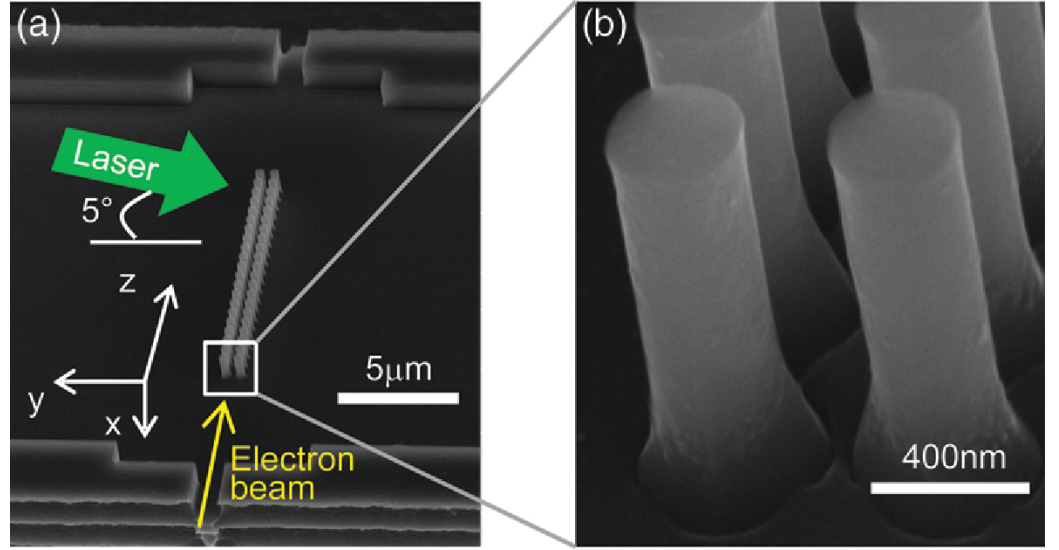 (a)
Laser
5°
z
y
x
5μm
Electron
beam
(b)
400nm